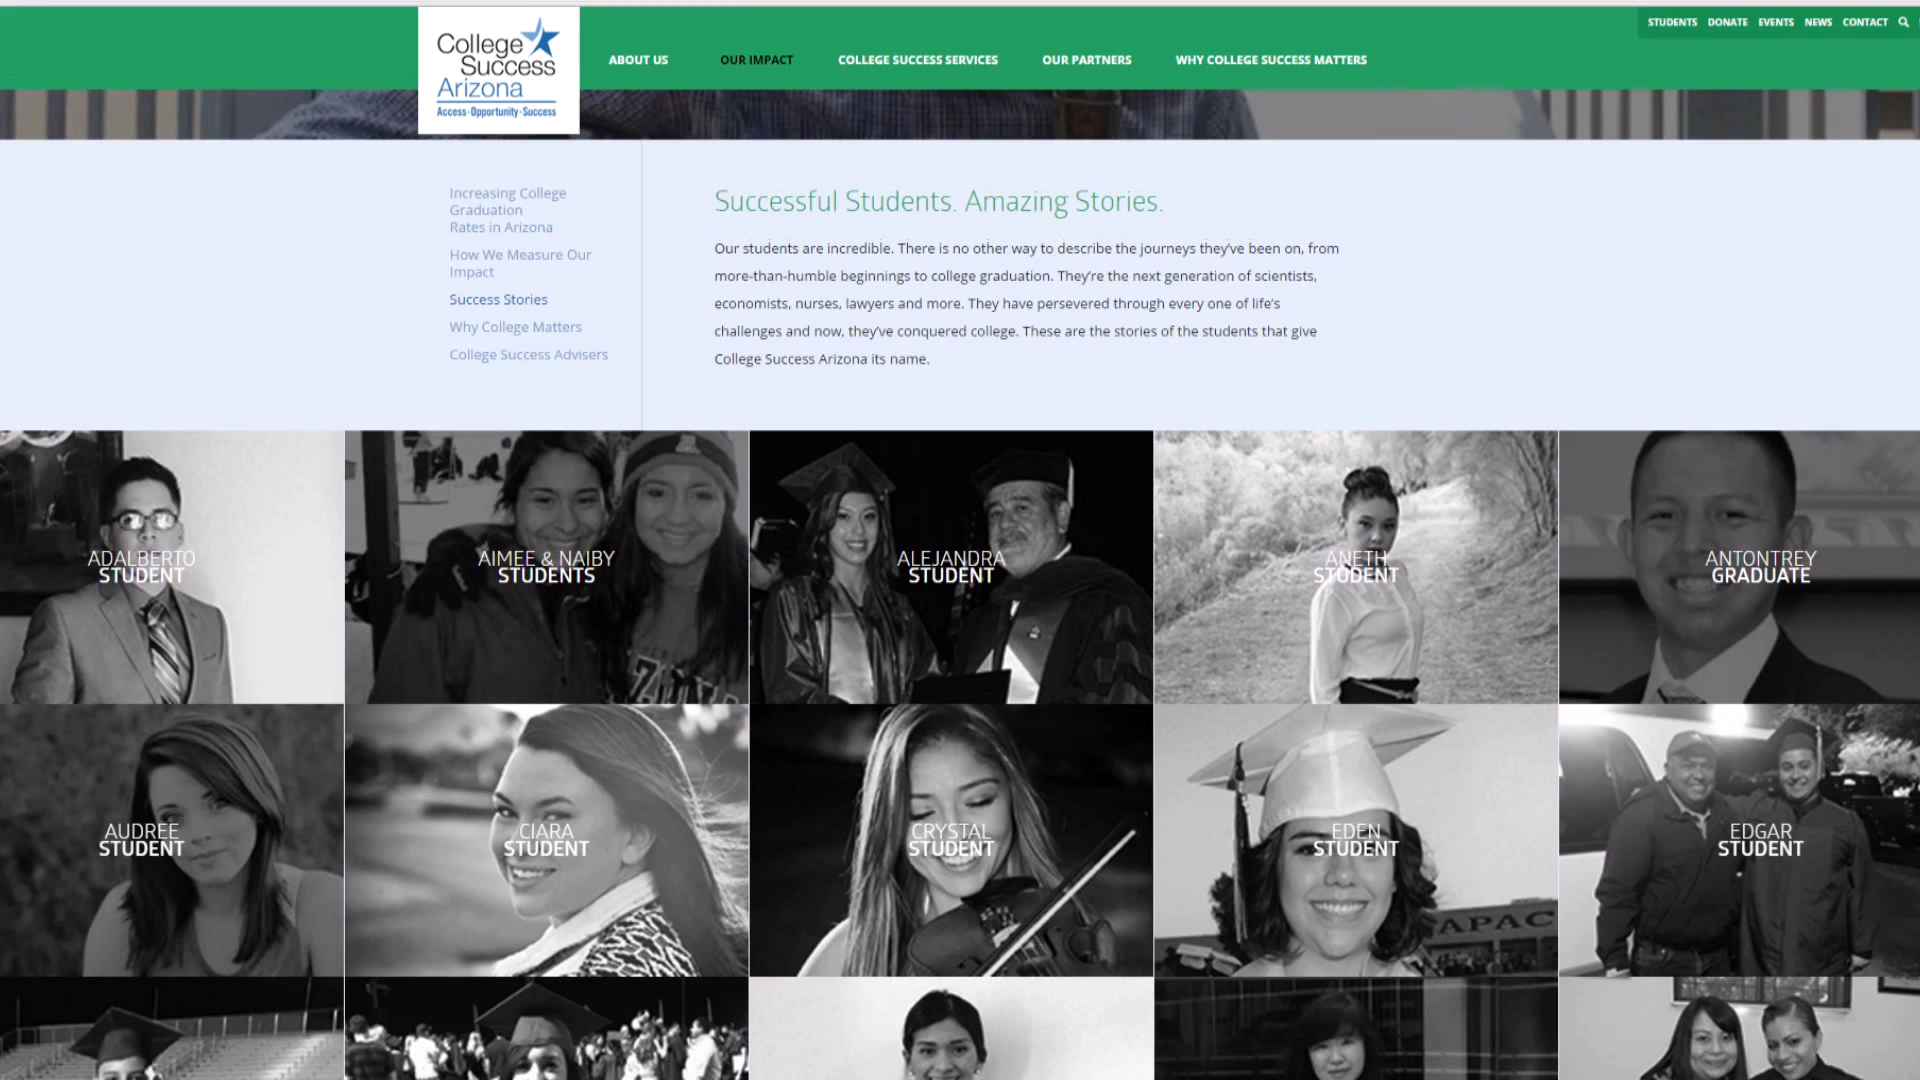 STUDENTS DONATE EVENTS NEWS CONTACT
College
Success
Arizona
Access·Opportunity·Success
ABOUT US OUR IMPACT COLLEGE SUCCESS SERVICES OUR PARTNERS WHY COLLEGE SUCCESS MATTERS
Increasing College
Graduation
Rates in Arizona
How We Measure Our
Impact
Success Stories
Why College Matters
College Success Advisers
Successful Students. Amazing Stories.
Our students are incredible. There is no other way to describe the journeys they've been on, from
more-than-humble beginnings to college graduation. They're the next generation of scientists,
economists, nurses, lawyers and more. They have persevered through every one of life's
challenges and now, they've conquered college. These are the stories of the students that give
College Success Arizona its name.
ADALBERTO
STUDENT
AIMEE & NAIBY
STUDENTS
ALEJANDRA
STUDENT
ANETH
STUDENT
ANTONTREY
GRADUATE
AUDREE
STUDENT
CIARA
STUDENT
CRYSTAL
STUDENT
EDEN
STUDENT
APAC
EDGAR
STUDENT